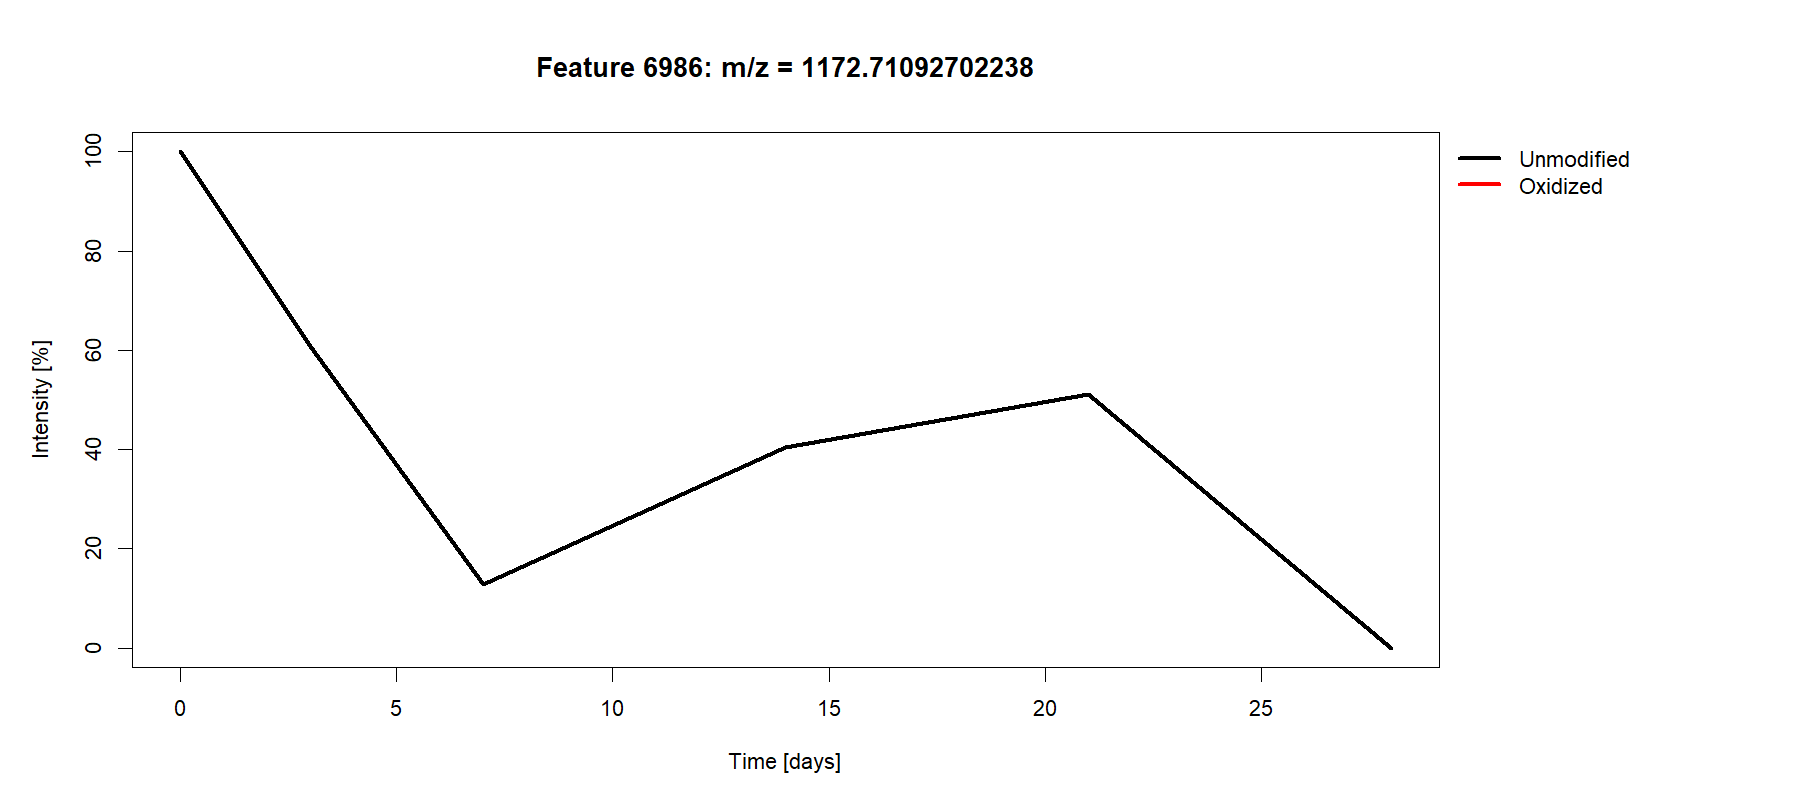 Feature 6986: m/z = 1172.71092702238
Unmodified
Oxidized
Intensity [%]
100
80
60
40
20
0
0 5 10 15 20 25
Time [days]